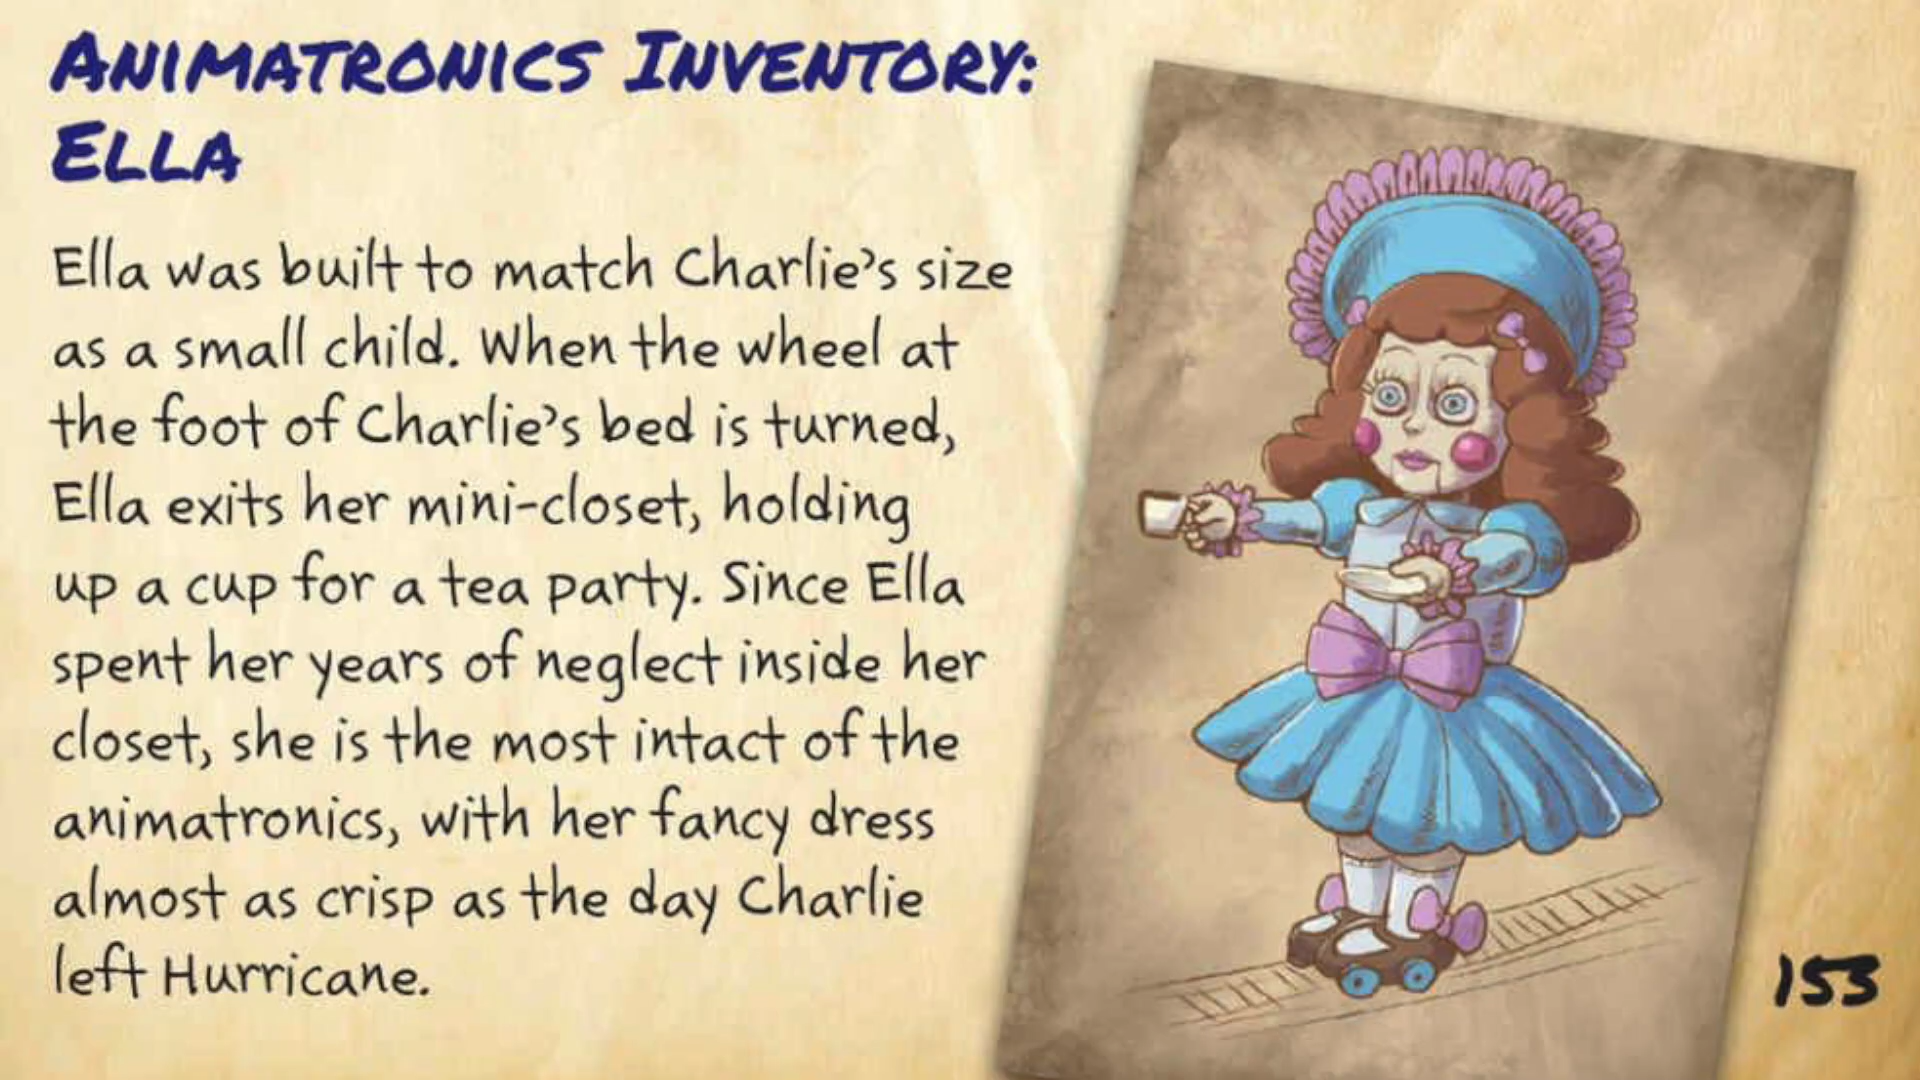 ANIMATRONICS INVENTORY:
ELLA
Ella was built to match Charlie's size
as a small child. When the wheel at
the foot of Charlie's bed is turned,
Ella exits her mini-closet, holding
up a cup for a tea party. Since Ella
spent her years of neglect inside her
closet, she is the most intact of the
animatronics, with her fancy dress
almost as crisp as the day Charlie
left Hurricane.
153